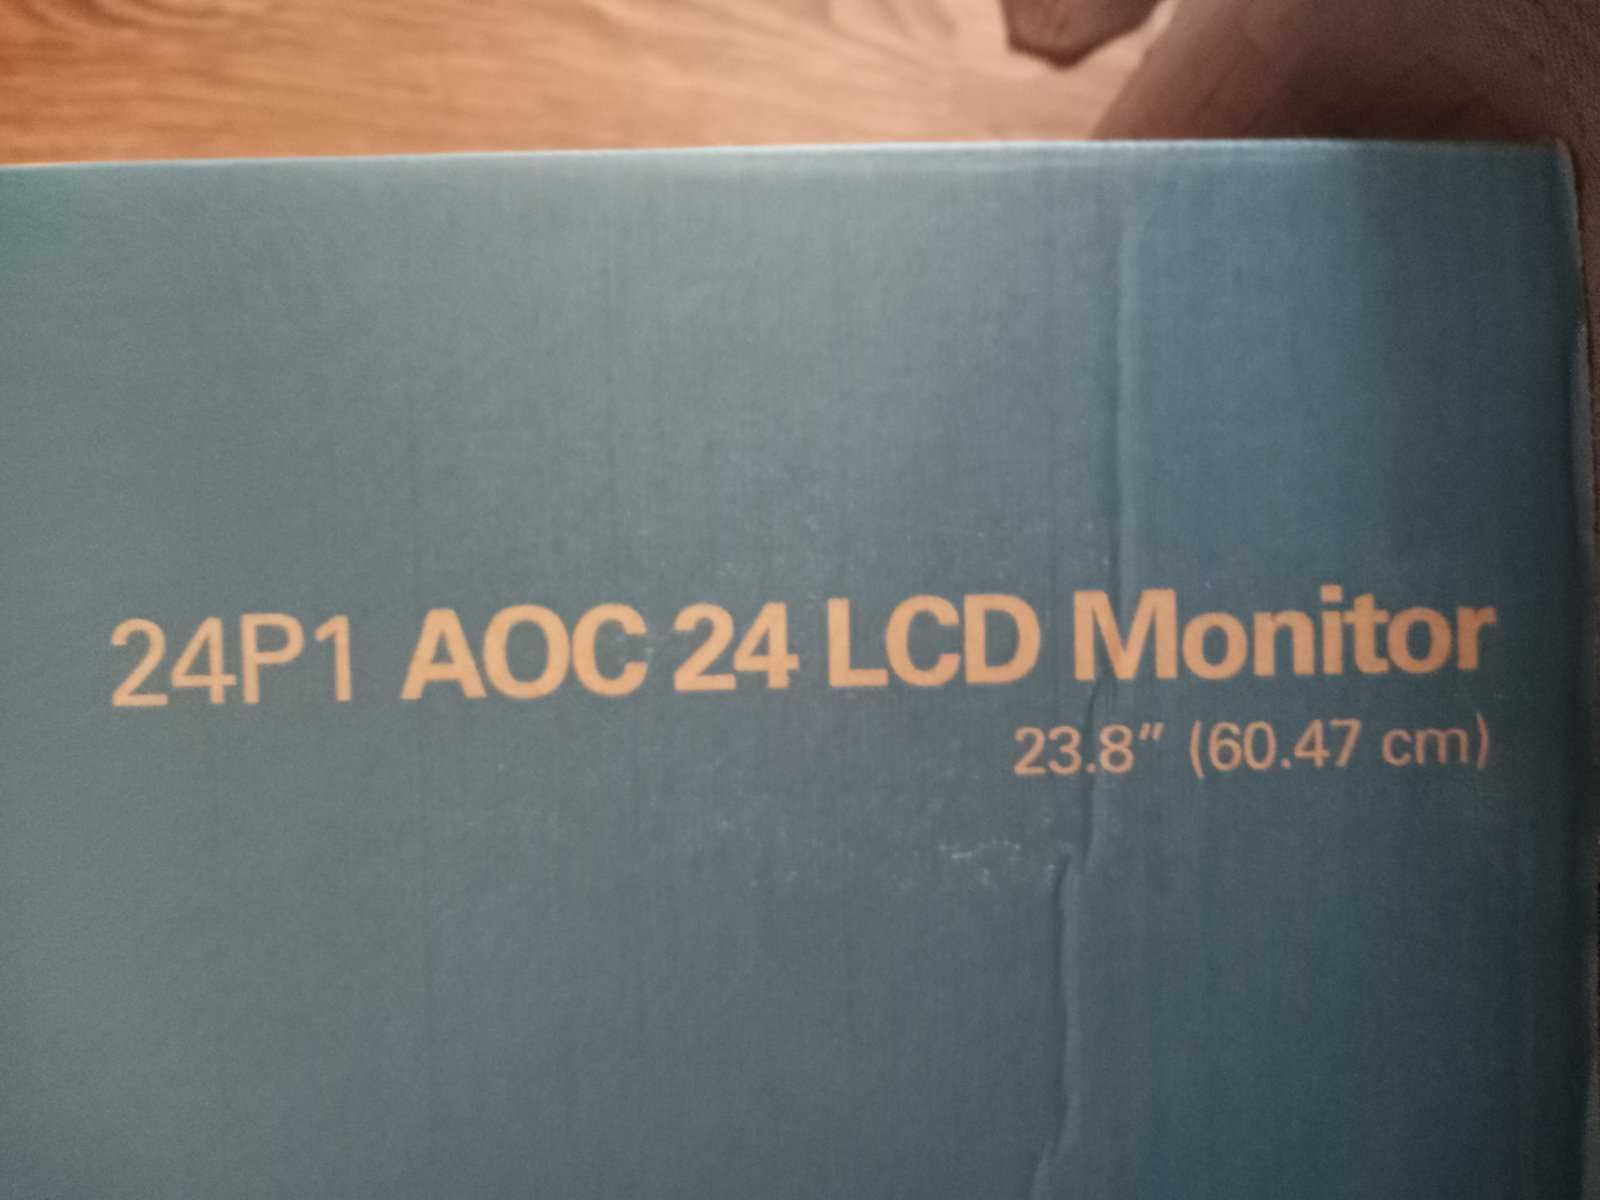 24P1 AOC 24 LCD Monitor
23.8” (60.47 cm)